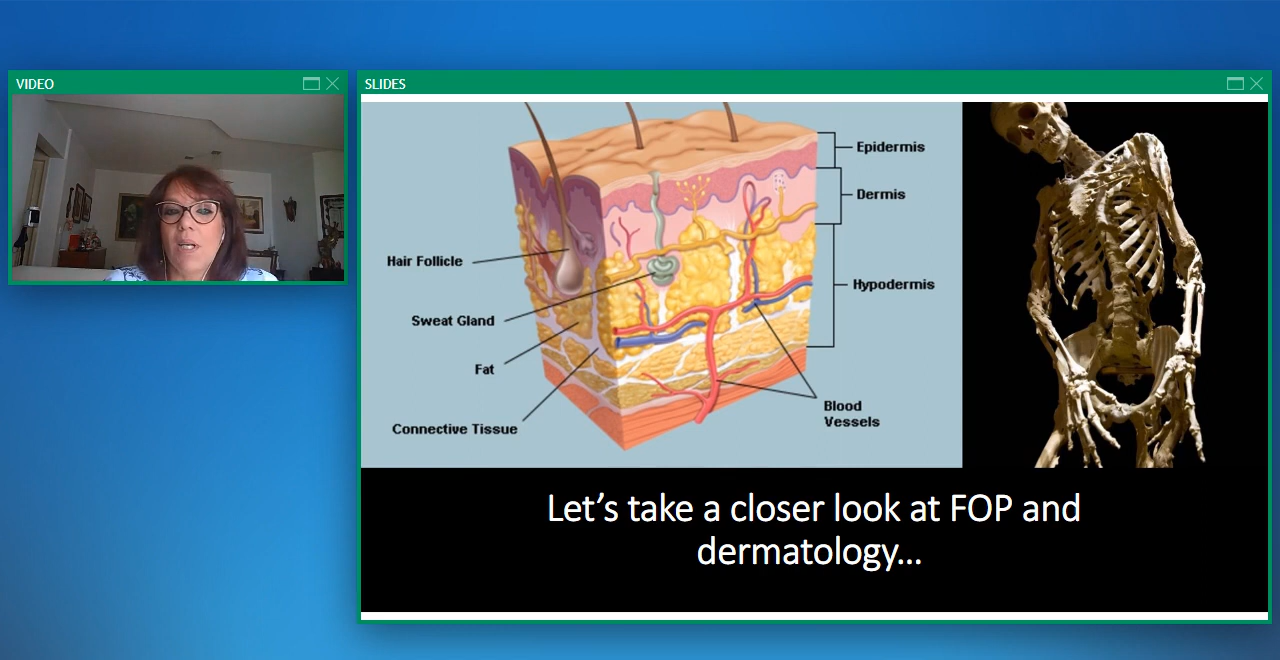 VIDEO
SLIDES
Epidermis
Dermis
Hair Follicle
Hypodermis
Sweat Gland
Fat
Blood
Vessels
Connective Tissue
Let’s take a closer look at FOP and
dermatology...